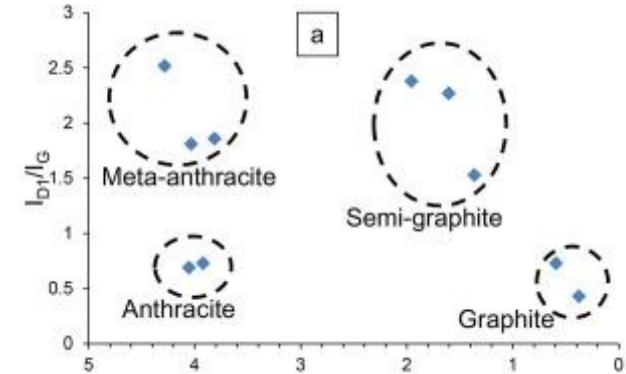 3
a
2.5
2
Meta-anthracite
I_D1/I_G
1.5
Semi-graphite
1
0.5
Anthracite
Graphite
0
5 4 3 2 1 0